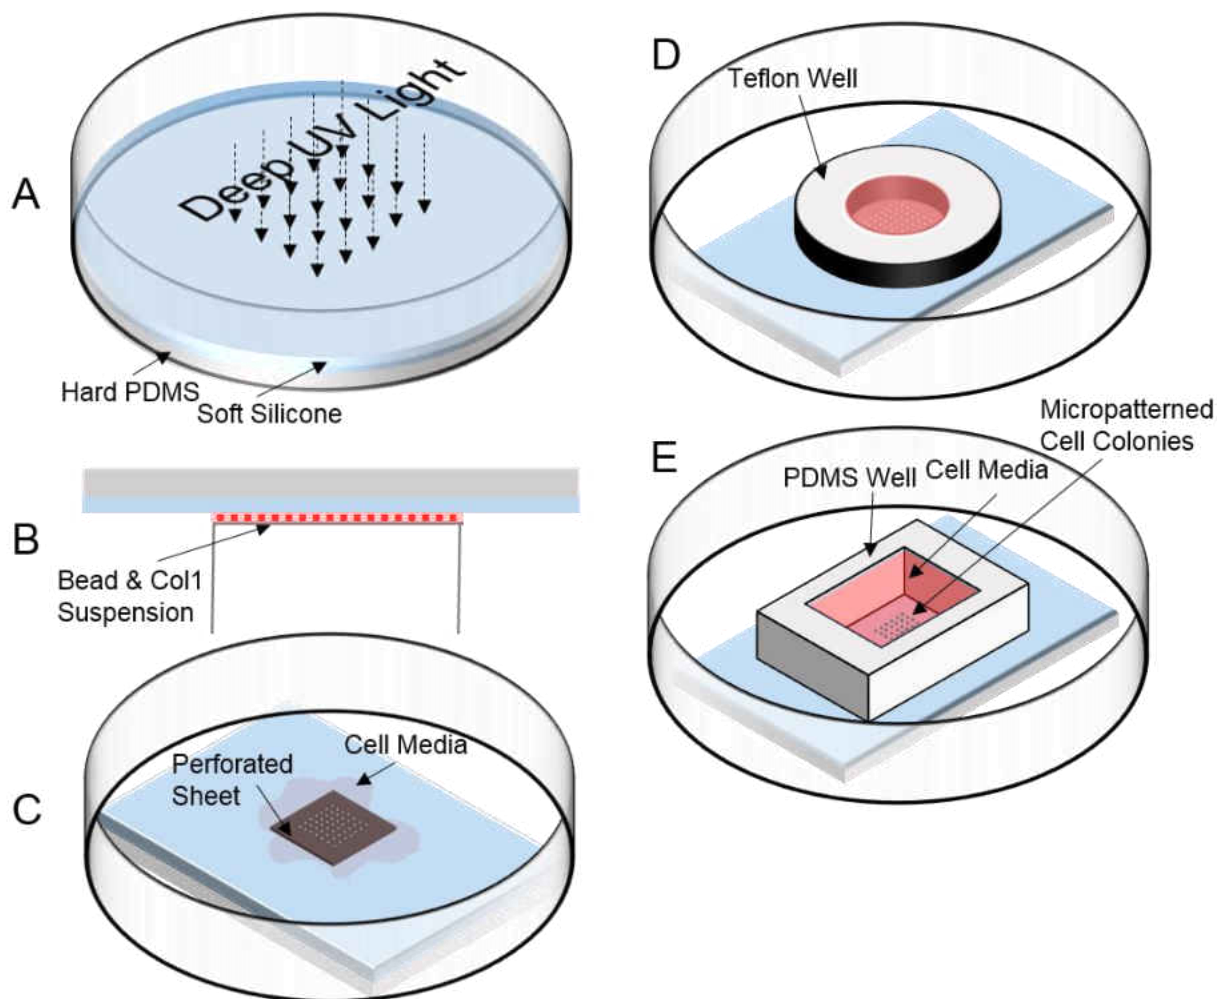 A
Deep UV Light
Hard PDMS
Soft Silicone
B
Bead & Col1
Suspension
C
Perforated
Sheet
Cell Media
D
Teflon Well
E
PDMS Well
Cell Media
Micropatterned
Cell Colonies